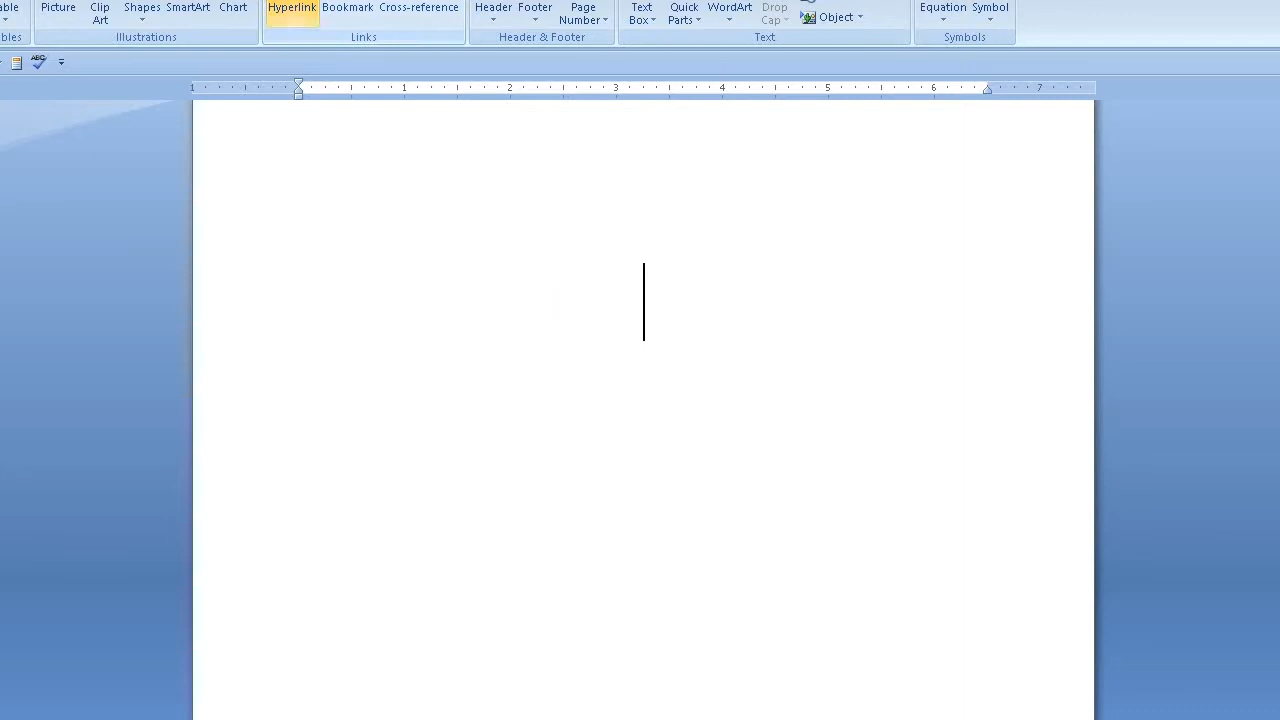 able Picture Clip Art Shapes SmartArt Chart Hyperlink Bookmark Cross-reference Header Footer Page Number Text Box Quick Parts WordArt Drop Cap Object Equation Symbol
bles Illustrations Links Header & Footer Text Symbols
ABC
1 1 2 3 4 5 6 7